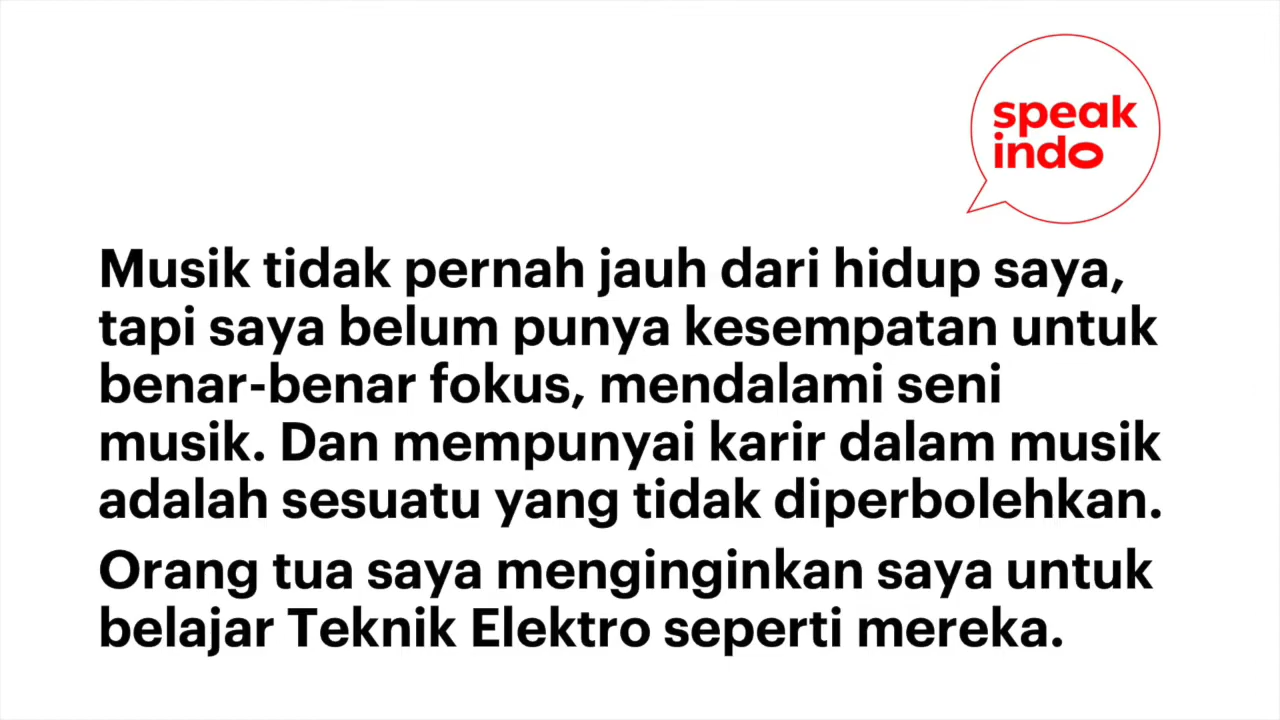 speak
indo
Musik tidak pernah jauh dari hidup saya,
tapi saya belum punya kesempatan untuk
benar-benar fokus, mendalami seni
musik. Dan mempunyai karir dalam musik
adalah sesuatu yang tidak diperbolehkan.
Orang tua saya menginginkan saya untuk
belajar Teknik Elektro seperti mereka.